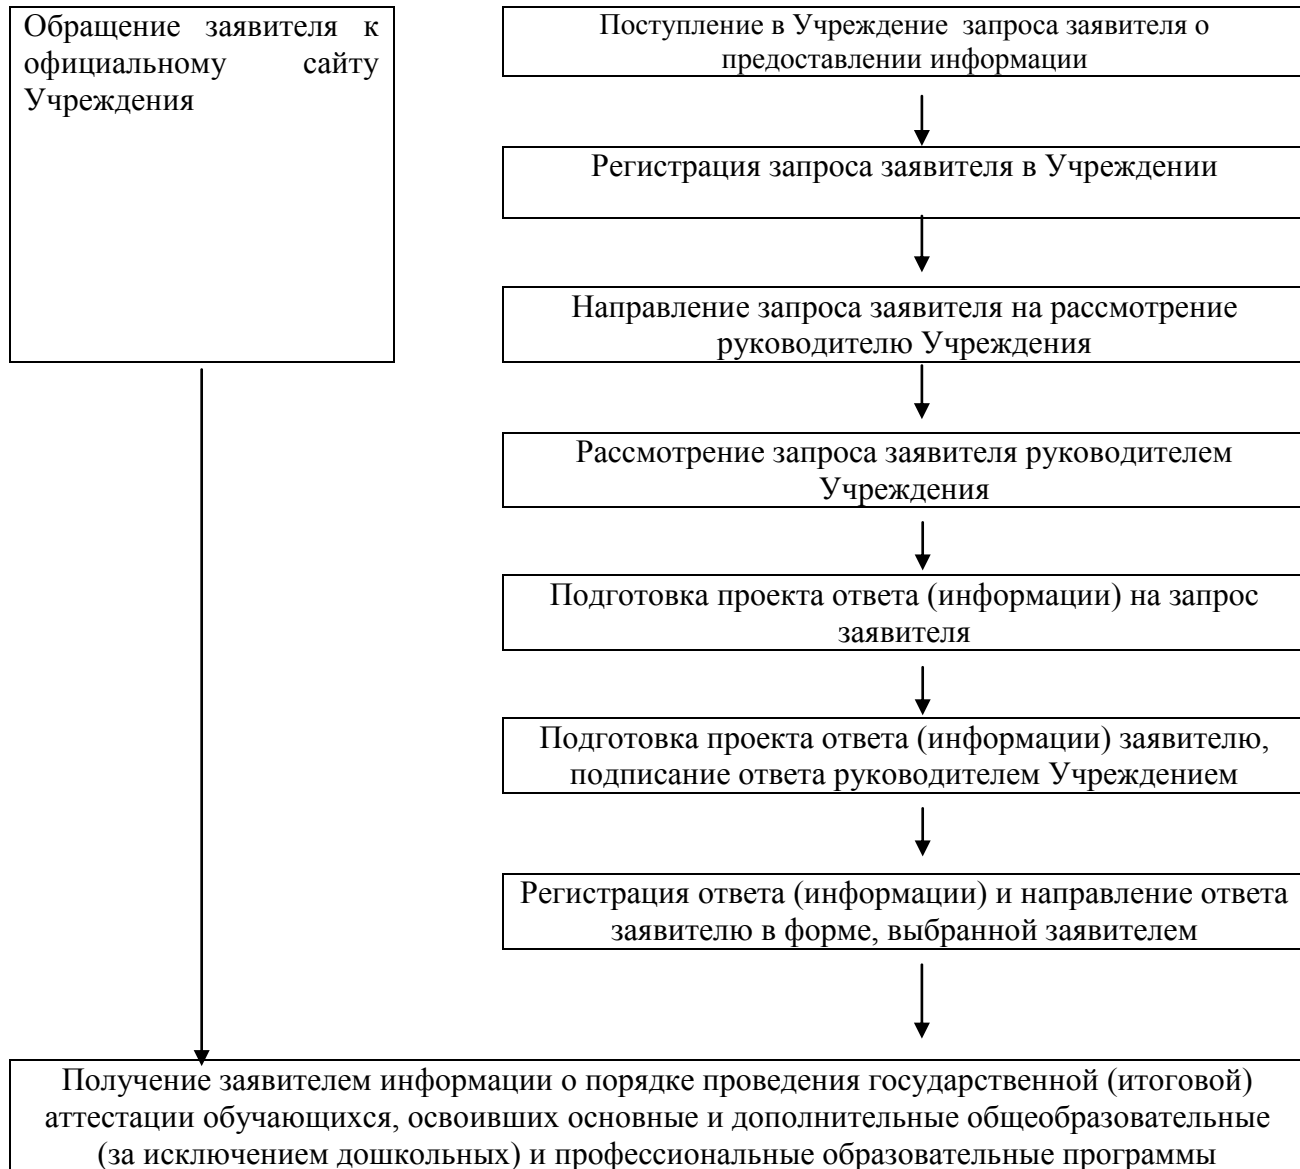 Обращение заявителя к
официальному сайту
Учреждения
Поступление в Учреждение запроса заявителя о
предоставлении информации
Регистрация запроса заявителя в Учреждении
Направление запроса заявителя на рассмотрение
руководителю Учреждения
Рассмотрение запроса заявителя руководителем
Учреждения
Подготовка проекта ответа (информации) на запрос
заявителя
Подготовка проекта ответа (информации) заявителю,
подписание ответа руководителем Учреждением
Регистрация ответа (информации) и направление ответа
заявителю в форме, выбранной заявителем
Получение заявителем информации о порядке проведения государственной (итоговой)
аттестации обучающихся, освоивших основные и дополнительные общеобразовательные
(за исключением дошкольных) и профессиональные образовательные программы